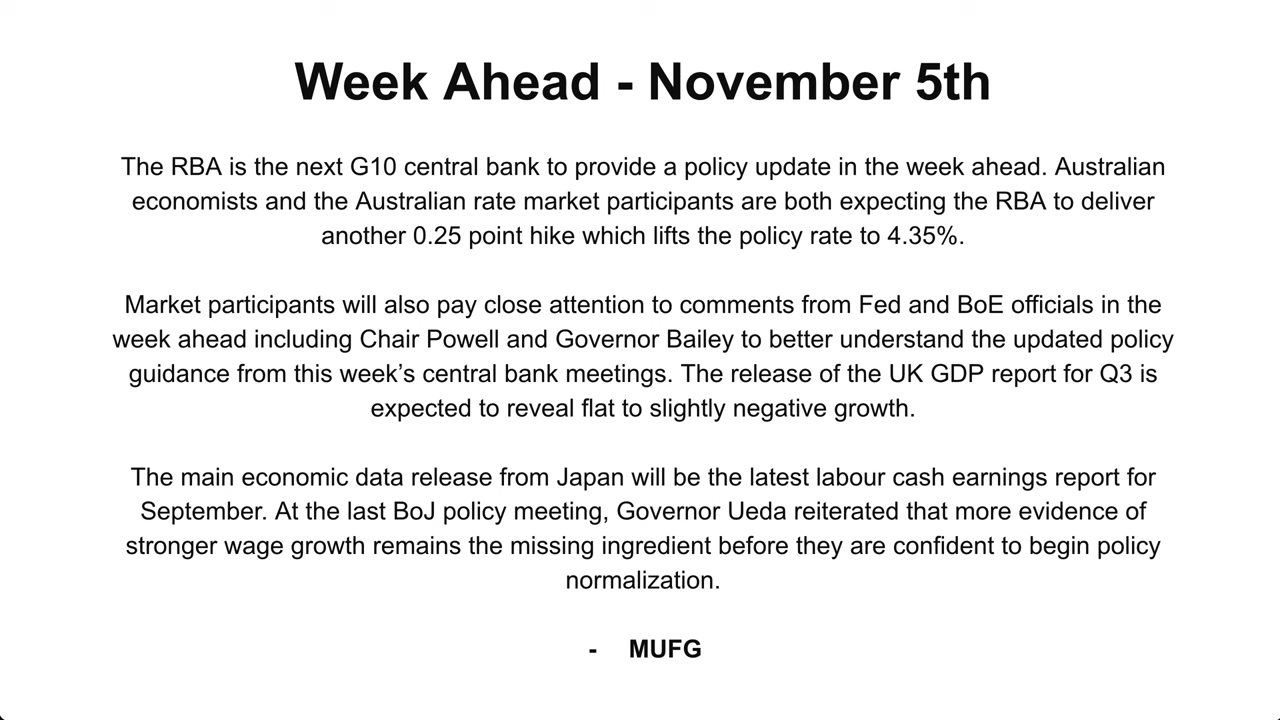 Week Ahead - November 5th
The RBA is the next G10 central bank to provide a policy update in the week ahead. Australian
economists and the Australian rate market participants are both expecting the RBA to deliver
another 0.25 point hike which lifts the policy rate to 4.35%.
Market participants will also pay close attention to comments from Fed and BoE officials in the
week ahead including Chair Powell and Governor Bailey to better understand the updated policy
guidance from this week’s central bank meetings. The release of the UK GDP report for Q3 is
expected to reveal flat to slightly negative growth.
The main economic data release from Japan will be the latest labour cash earnings report for
September. At the last BoJ policy meeting, Governor Ueda reiterated that more evidence of
stronger wage growth remains the missing ingredient before they are confident to begin policy
normalization.
- MUFG